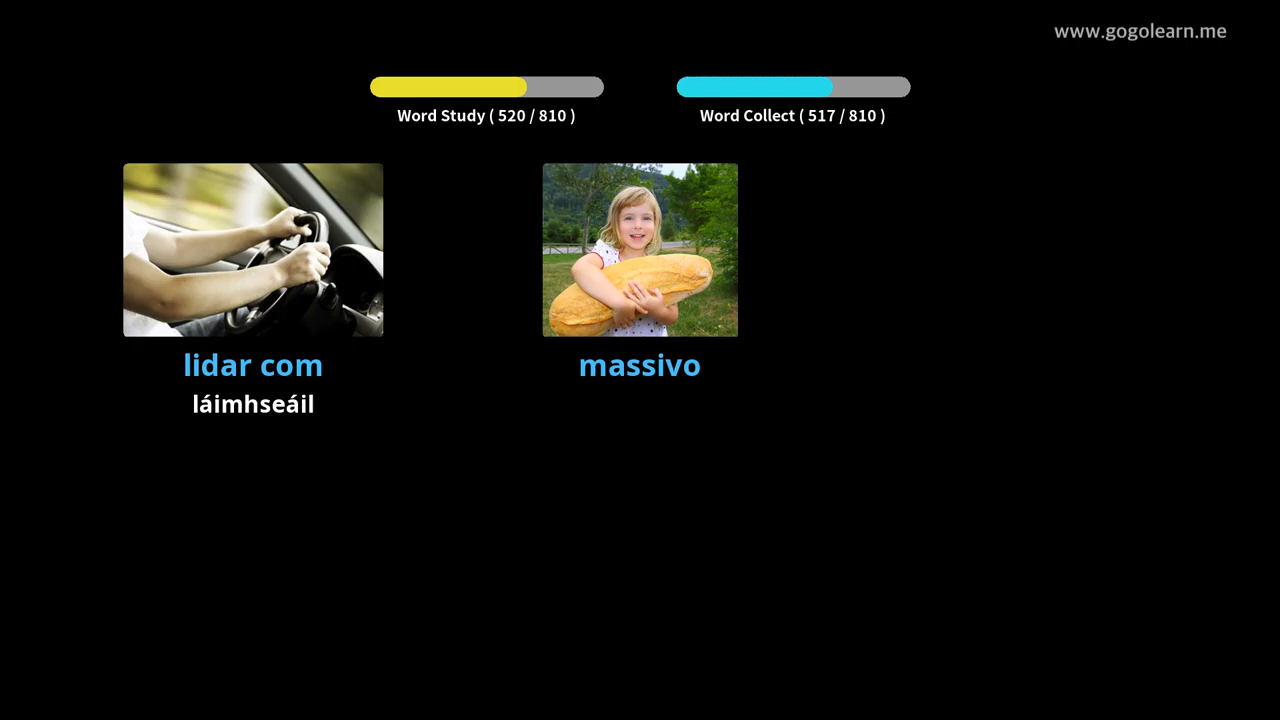 www.gogolearn.me
Word Study ( 520 / 810 )
Word Collect ( 517 / 810 )
lidar com
láimhseáil
massivo